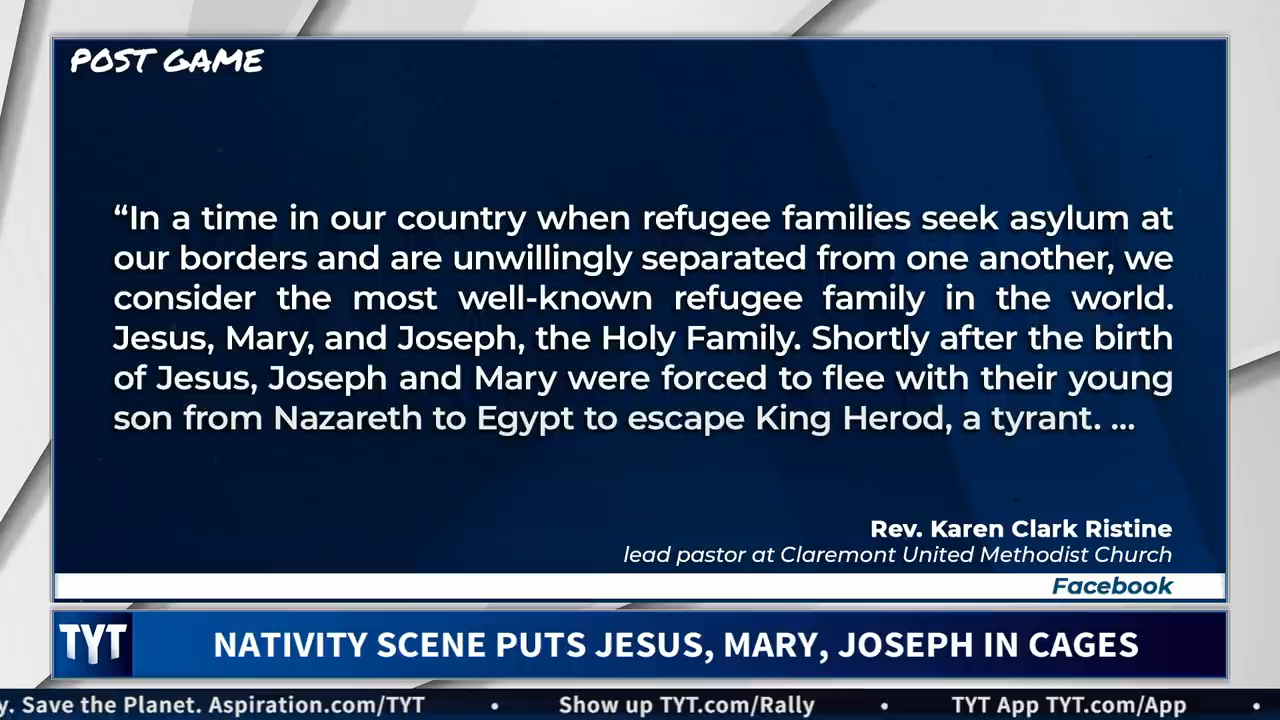 POST GAME
“In a time in our country when refugee families seek asylum at
our borders and are unwillingly separated from one another, we
consider the most well-known refugee family in the world.
Jesus, Mary, and Joseph, the Holy Family. Shortly after the birth
of Jesus, Joseph and Mary were forced to flee with their young
son from Nazareth to Egypt to escape King Herod, a tyrant. ...
Rev. Karen Clark Ristine
lead pastor at Claremont United Methodist Church
Facebook
TYT NATIVITY SCENE PUTS JESUS, MARY, JOSEPH IN CAGES
y. Save the Planet. Aspiration.com/TYT • Show up TYT.com/Rally • TYT App TYT.com/App •